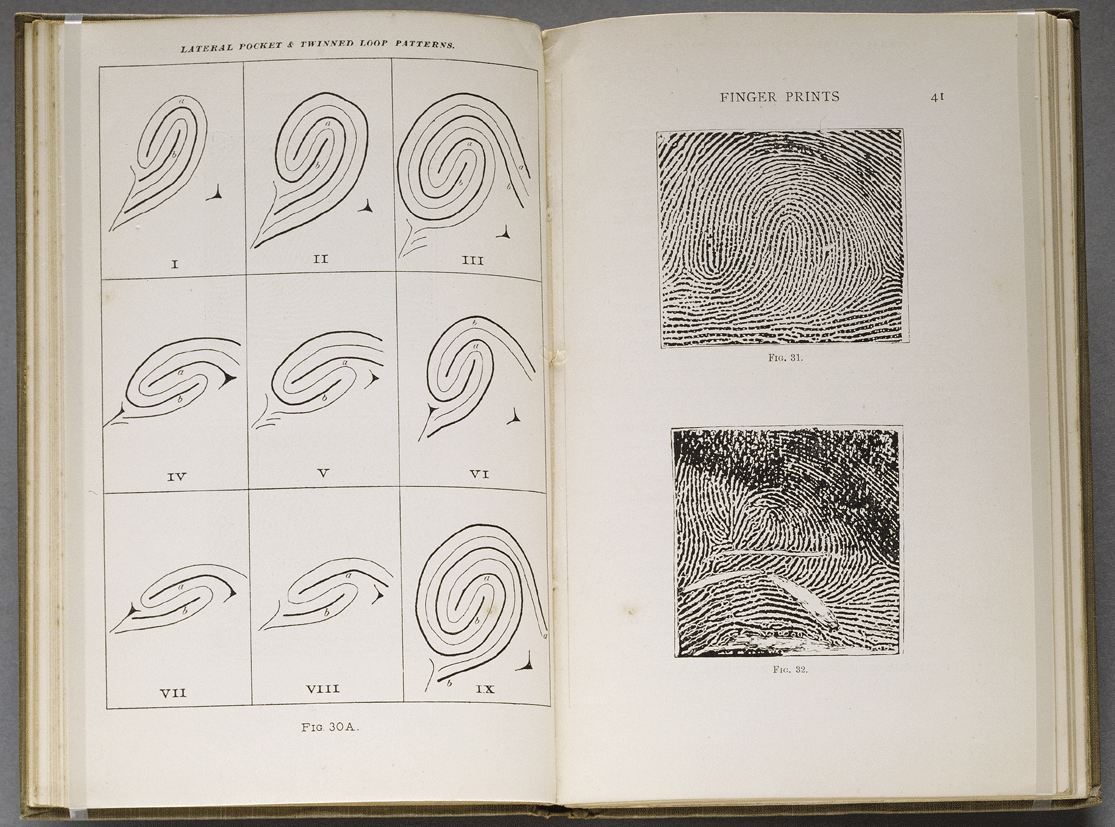 LATERAL POCKET & TWINNED LOOP PATTERNS.
a
b
I
a
b
II
a
b
a
b
III
a
b
IV
a
b
V
b
a
VI
a
b
VII
a
b
VIII
a
b
a
b
IX
FIG. 30A.
FINGER PRINTS 41
FIG. 31.
FIG. 32.